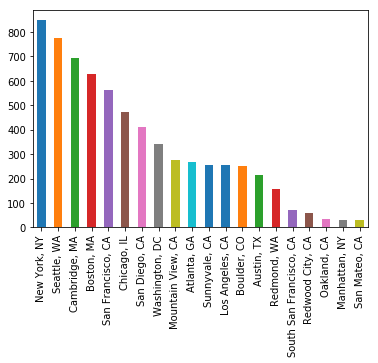 800
700
600
500
400
300
200
100
0
New York, NY
Seattle, WA
Cambridge, MA
Boston, MA
San Francisco, CA
Chicago, IL
San Diego, CA
Washington, DC
Mountain View, CA
Atlanta, GA
Sunnyvale, CA
Los Angeles, CA
Boulder, CO
Austin, TX
Redmond, WA
South San Francisco, CA
Redwood City, CA
Oakland, CA
Manhattan, NY
San Mateo, CA